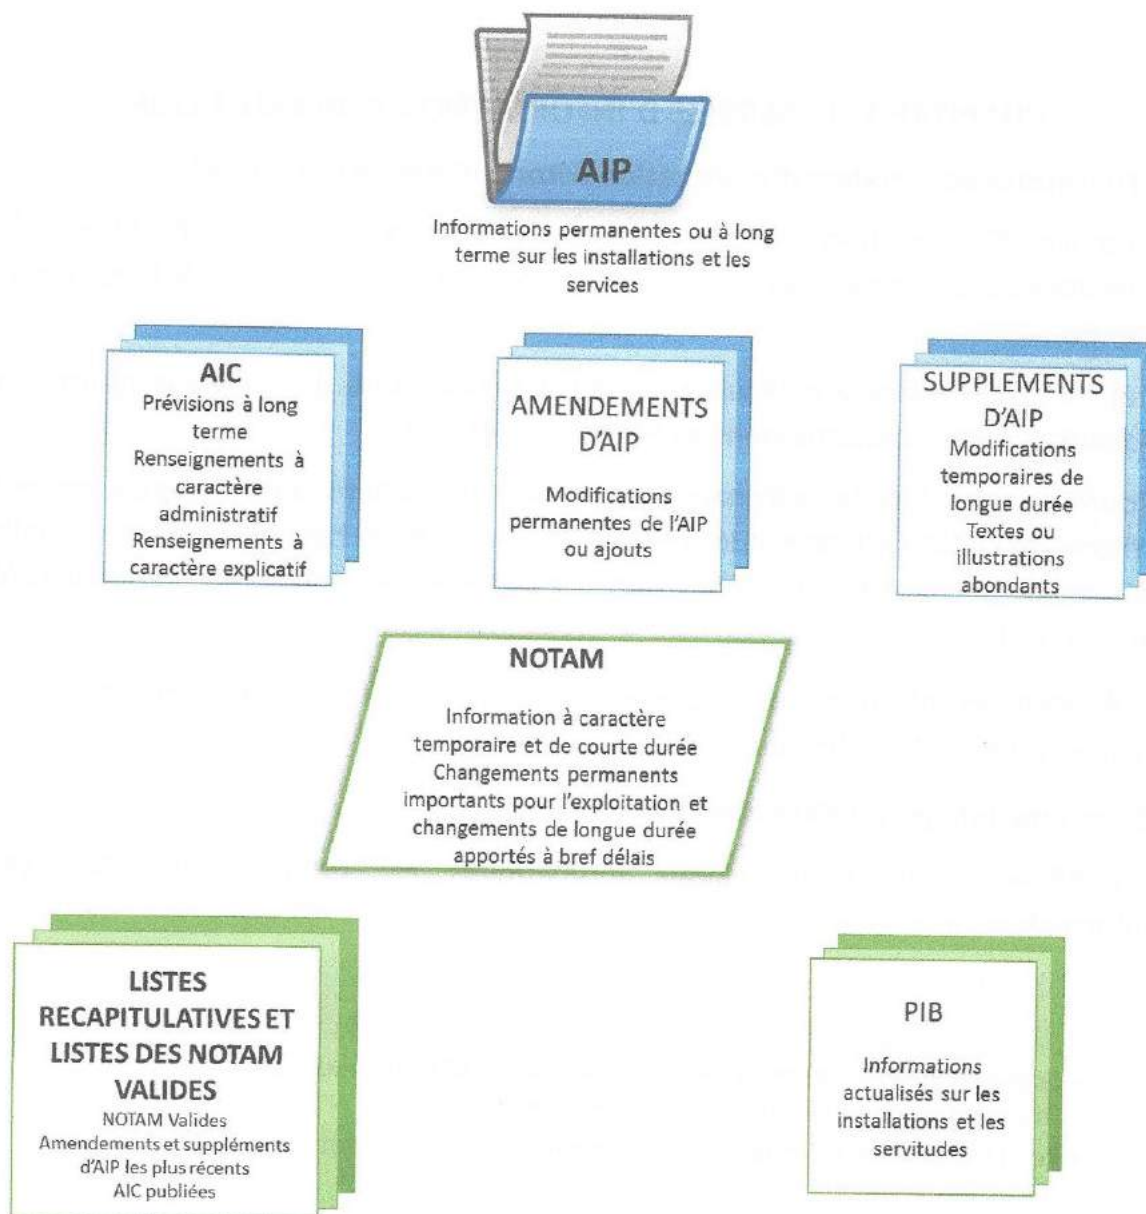 AIP
Informations permanentes ou à long
terme sur les installations et les
services
AIC
Prévisions à long
terme
Renseignements à
caractère
administratif
Renseignements à
caractère explicatif
AMENDEMENTS
D'AIP
Modifications
permanentes de l'AIP
ou ajouts
SUPPLEMENTS
D'AIP
Modifications
temporaires de
longue durée
Textes ou
illustrations
abondants
NOTAM
Information à caractère
temporaire et de courte durée
Changements permanents
importants pour l'exploitation et
changements de longue durée
apportés à bref délais
LISTES
RECAPITULATIVES ET
LISTES DES NOTAM
VALIDES
NOTAM Valides
Amendements et suppléments
d'AIP les plus récents
AIC publiées
PIB
Informations
actualisés sur les
installations et les
servitudes